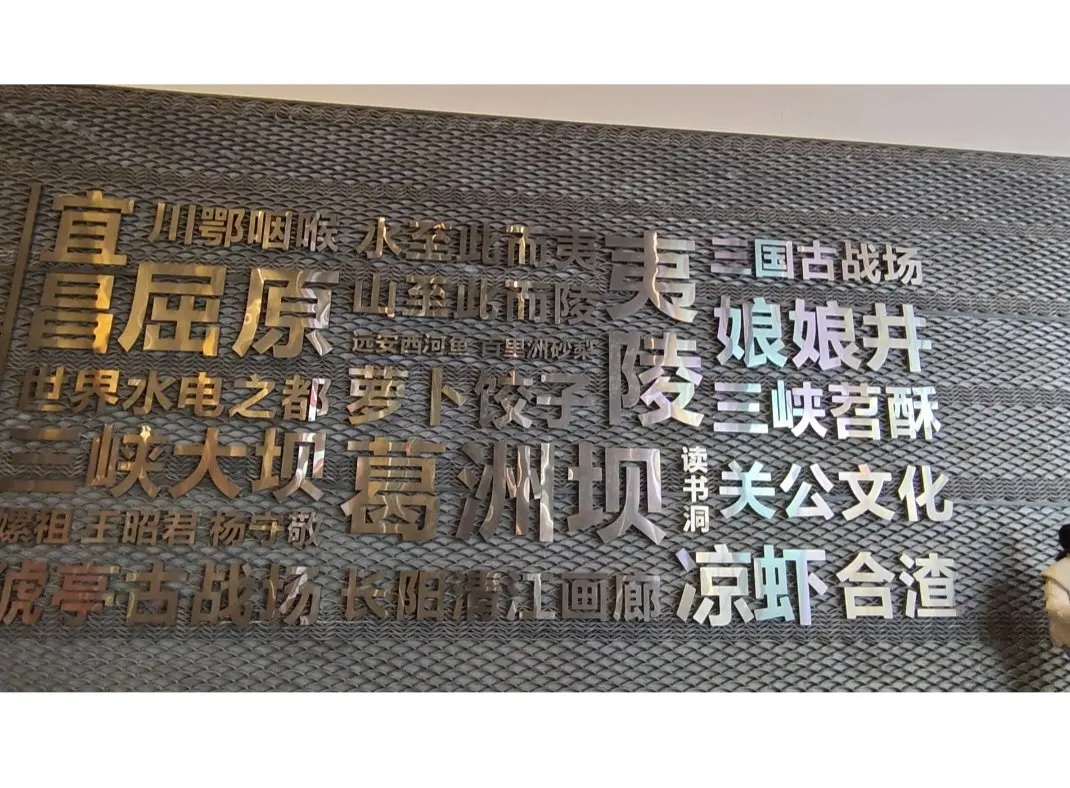 宜昌
川鄂咽喉
屈原
水至此而夷
山至此而陵
远安西河鱼 百里洲砂梨
夷陵
三国古战场
娘娘井
世界水电之都
萝卜饺子
三峡苕酥
三峡大坝
葛洲坝
读书洞
关公文化
嫘祖 王昭君 杨守敬
虎亭古战场
长阳清江画廊
凉虾
合渣